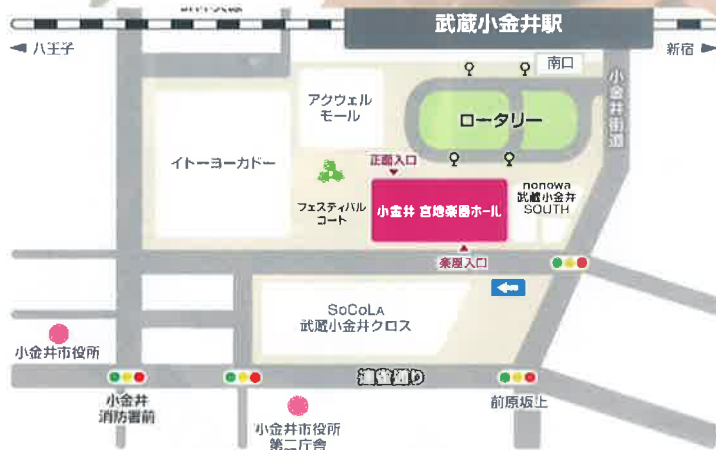 武蔵小金井駅
八王子
新宿
南口
小金井街道
アクウェル
モール
ロータリー
イトーヨーカドー
正面入口
フェスティバル
コート
小金井 宮地楽器ホール
nonowa
武蔵小金井
SOUTH
楽屋入口
SoCoLA
武蔵小金井クロス
小金井市役所
連雀通り
小金井
消防署前
前原坂上
小金井市役所
第二庁舎